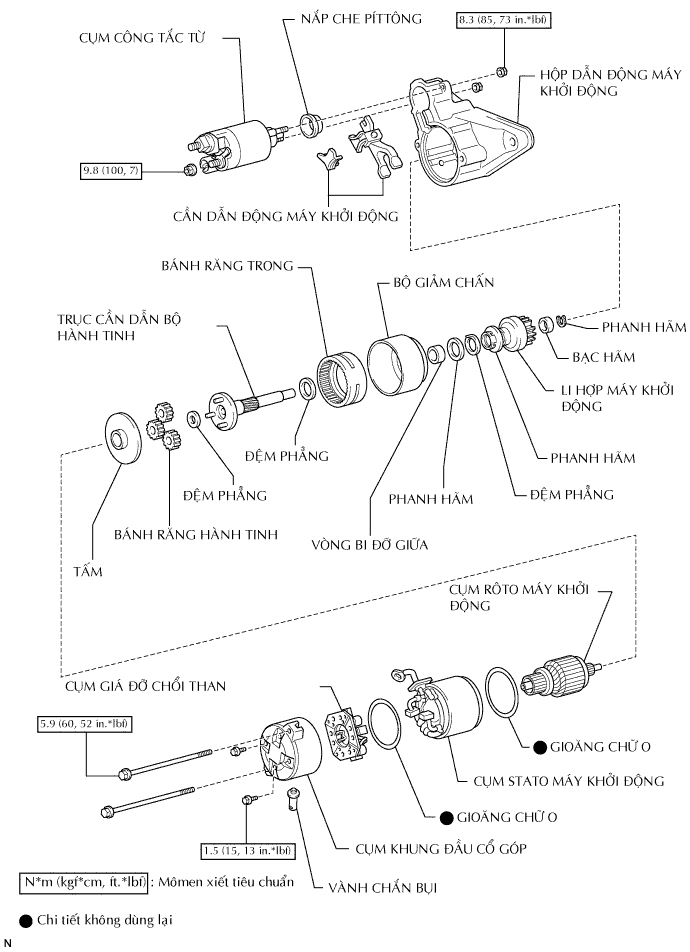 NẮP CHE PÍTTÔNG
8.3 (85, 73 in.*lbf)
CỤM CÔNG TẮC TỪ
HỘP DẪN ĐỘNG MÁY
KHỞI ĐỘNG
9.8 (100, 7)
CẦN DẪN ĐỘNG MÁY KHỞI ĐỘNG
BÁNH RĂNG TRONG
BỘ GIẢM CHẤN
TRỤC CẦN DẪN BỘ
HÀNH TINH
PHANH HÃM
BẠC HÃM
LI HỢP MÁY KHỞI
ĐỘNG
ĐỆM PHẲNG
PHANH HÃM
ĐỆM PHẲNG
PHANH HÃM
ĐỆM PHẲNG
BÁNH RĂNG HÀNH TINH
VÒNG BI ĐỠ GIỮA
TẤM
CỤM RÔTO MÁY KHỞI
ĐỘNG
CỤM GIÁ ĐỠ CHỔI THAN
5.9 (60, 52 in.*lbf)
GIOĂNG CHỮ O
CỤM STATO MÁY KHỞI ĐỘNG
GIOĂNG CHỮ O
1.5 (15, 13 in.*lbf)
CỤM KHUNG ĐẦU CỔ GÓP
N*m (kgf*cm, ft.*lbf) : Mômen xiết tiêu chuẩn
VÀNH CHẮN BỤI
Chi tiết không dùng lại
N